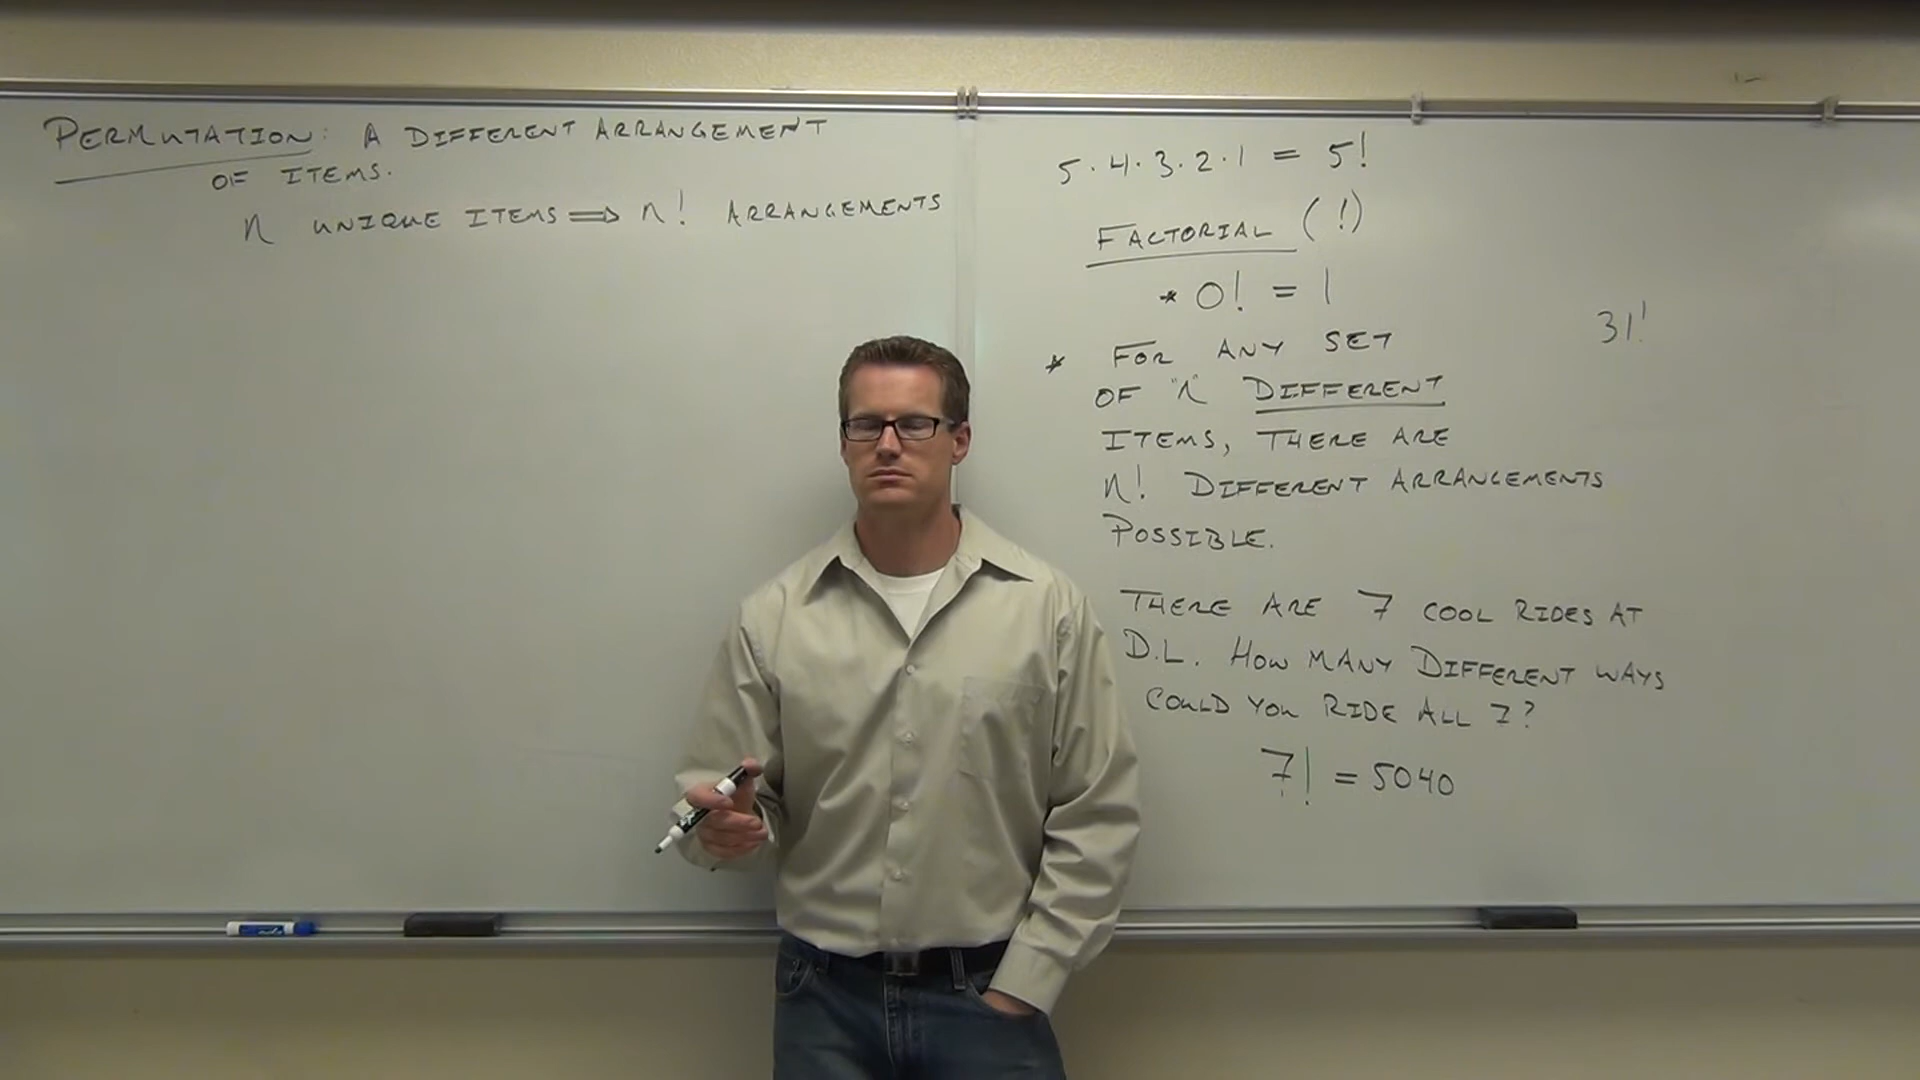 PERMUTATION: A DIFFERENT ARRANGEMENT
OF ITEMS.
n UNIQUE ITEMS ⟹ n! ARRANGEMENTS
5 · 4 · 3 · 2 · 1 = 5!
FACTORIAL (!)
* 0! = 1
31!
* FOR ANY SET
OF "n" DIFFERENT
ITEMS, THERE ARE
n! DIFFERENT ARRANGEMENTS
POSSIBLE.
THERE ARE 7 COOL RIDES AT
D.L. HOW MANY DIFFERENT WAYS
COULD YOU RIDE ALL 7?
7! = 5040